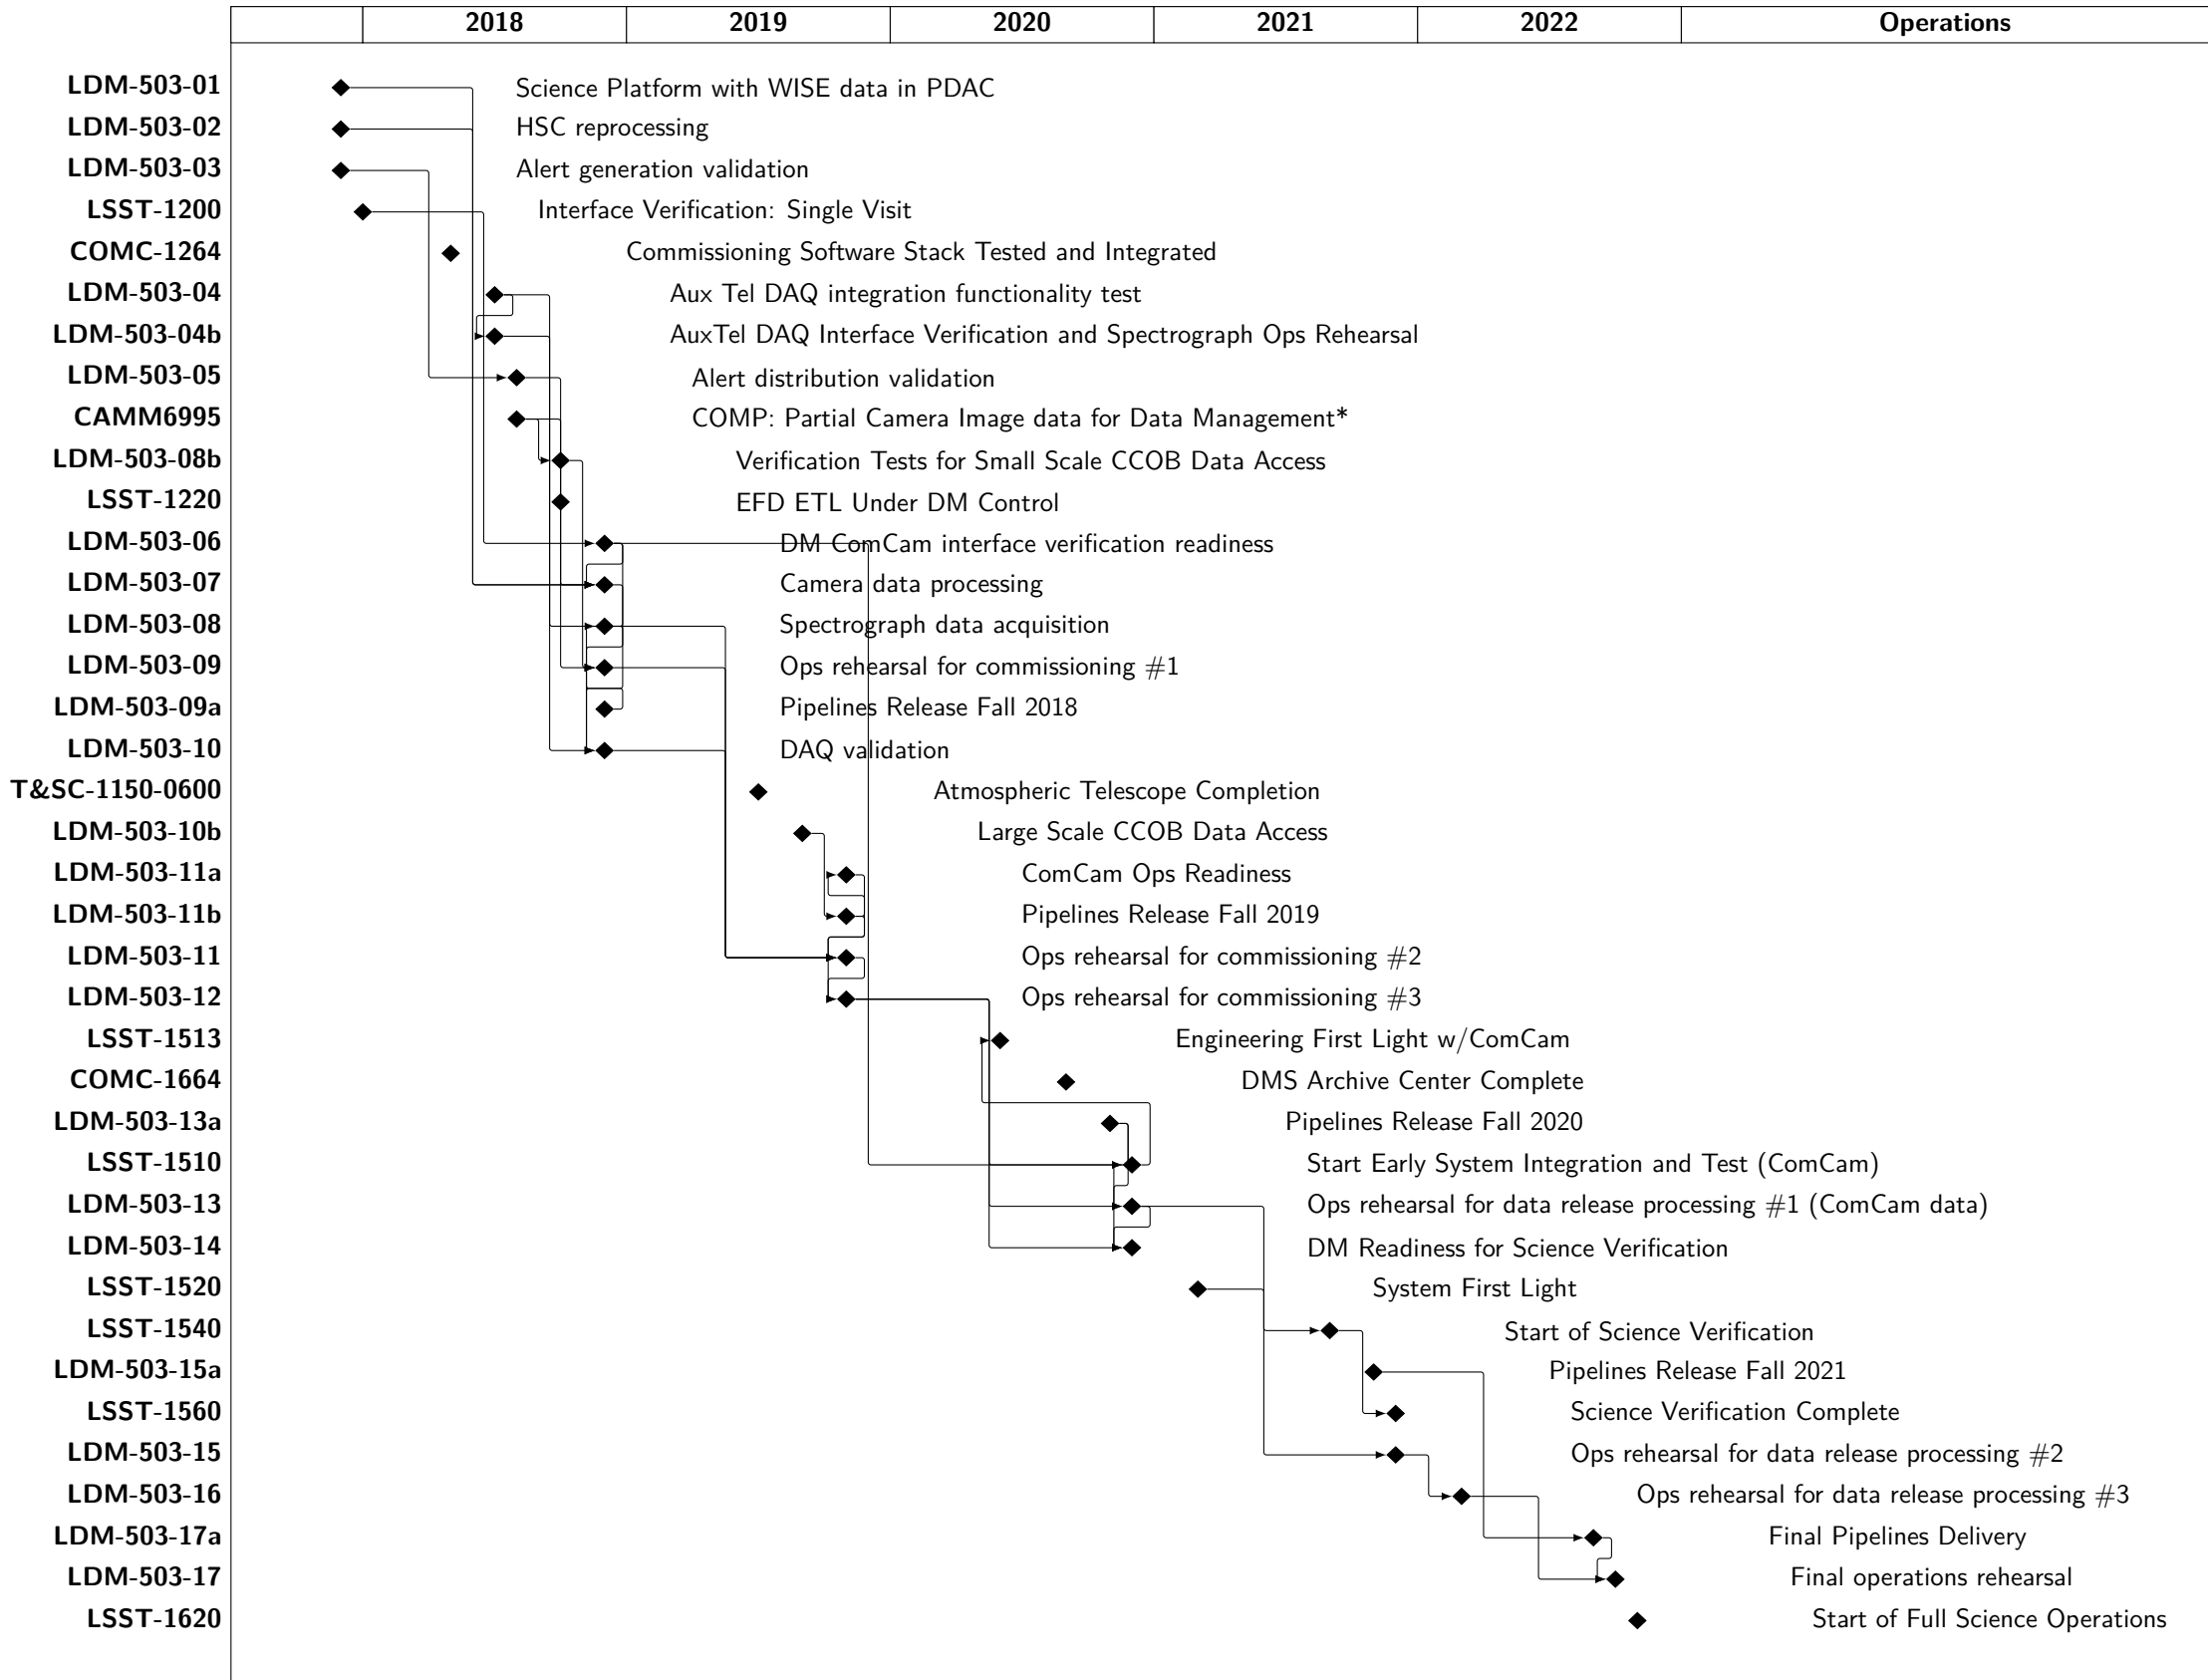 2018 2019 2020 2021 2022 Operations
LDM-503-01 Science Platform with WISE data in PDAC
LDM-503-02 HSC reprocessing
LDM-503-03 Alert generation validation
LSST-1200 Interface Verification: Single Visit
COMC-1264 Commissioning Software Stack Tested and Integrated
LDM-503-04 Aux Tel DAQ integration functionality test
LDM-503-04b AuxTel DAQ Interface Verification and Spectrograph Ops Rehearsal
LDM-503-05 Alert distribution validation
CAMM6995 COMP: Partial Camera Image data for Data Management*
LDM-503-08b Verification Tests for Small Scale CCOB Data Access
LSST-1220 EFD ETL Under DM Control
LDM-503-06 DM ComCam interface verification readiness
LDM-503-07 Camera data processing
LDM-503-08 Spectrograph data acquisition
LDM-503-09 Ops rehearsal for commissioning #1
LDM-503-09a Pipelines Release Fall 2018
LDM-503-10 DAQ validation
T&SC-1150-0600 Atmospheric Telescope Completion
LDM-503-10b Large Scale CCOB Data Access
LDM-503-11a ComCam Ops Readiness
LDM-503-11b Pipelines Release Fall 2019
LDM-503-11 Ops rehearsal for commissioning #2
LDM-503-12 Ops rehearsal for commissioning #3
LSST-1513 Engineering First Light w/ComCam
COMC-1664 DMS Archive Center Complete
LDM-503-13a Pipelines Release Fall 2020
LSST-1510 Start Early System Integration and Test (ComCam)
LDM-503-13 Ops rehearsal for data release processing #1 (ComCam data)
LDM-503-14 DM Readiness for Science Verification
LSST-1520 System First Light
LSST-1540 Start of Science Verification
LDM-503-15a Pipelines Release Fall 2021
LSST-1560 Science Verification Complete
LDM-503-15 Ops rehearsal for data release processing #2
LDM-503-16 Ops rehearsal for data release processing #3
LDM-503-17a Final Pipelines Delivery
LDM-503-17 Final operations rehearsal
LSST-1620 Start of Full Science Operations